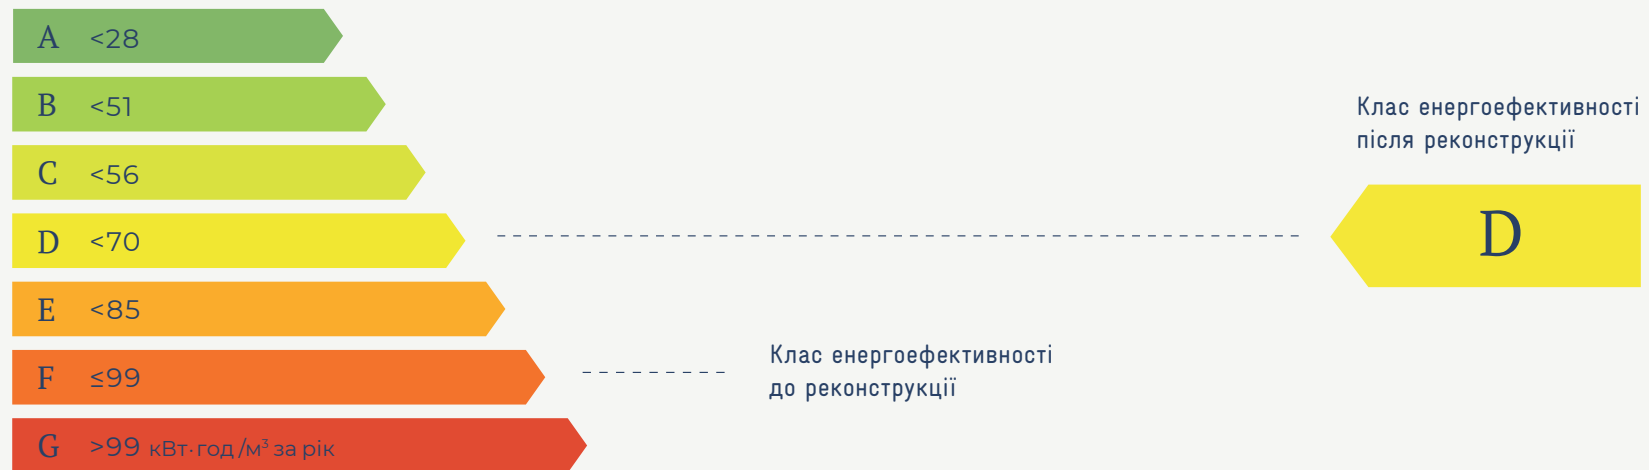 A <28
B <51
C <56
D <70
E <85
F ≤99
G >99 кВт·год/м³ за рік
Клас енергоефективності
після реконструкції
D
Клас енергоефективності
до реконструкції